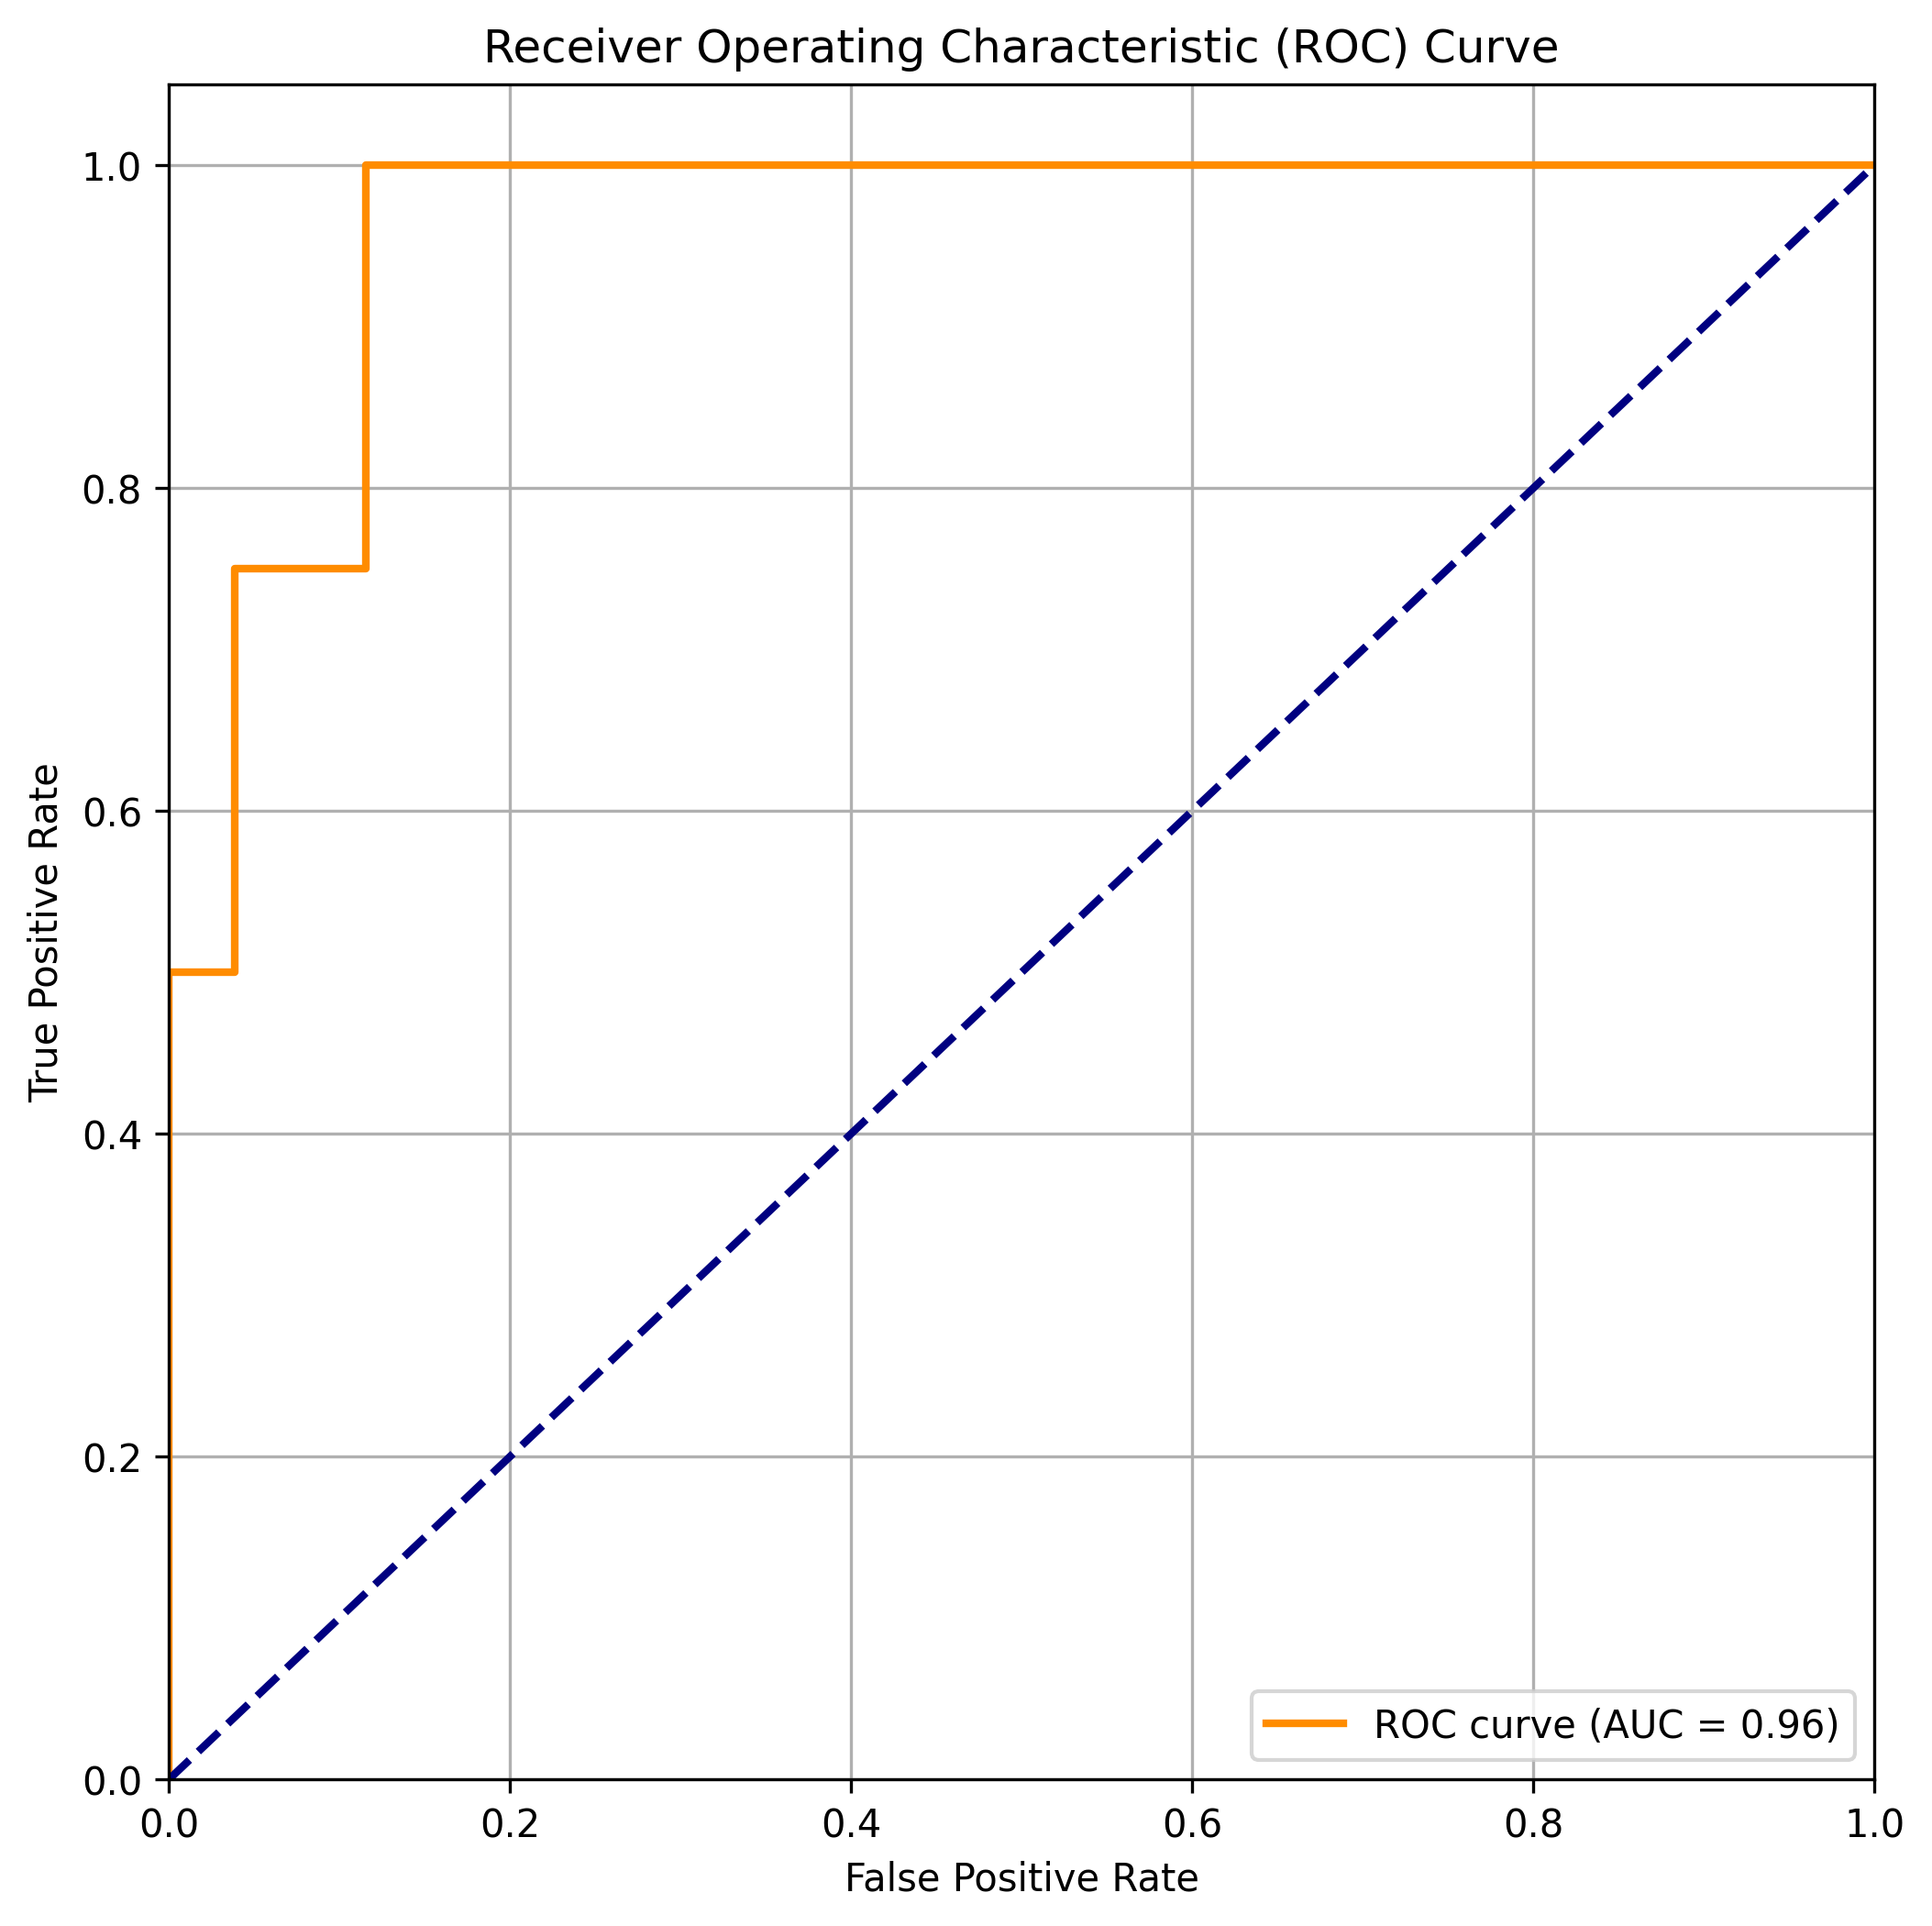 Receiver Operating Characteristic (ROC) Curve
True Positive Rate
1.0
0.8
0.6
0.4
0.2
0.0
0.0 0.2 0.4 0.6 0.8 1.0
False Positive Rate
ROC curve (AUC = 0.96)